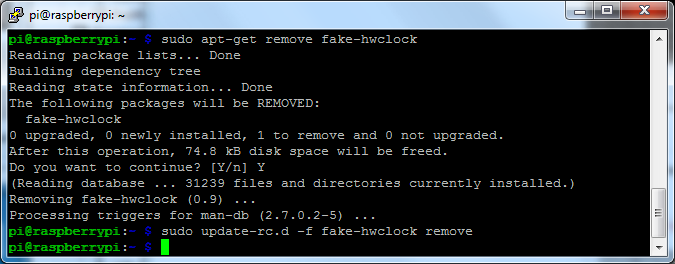 pi@raspberrypi: ~
pi@raspberrypi:~ $ sudo apt-get remove fake-hwclock
Reading package lists... Done
Building dependency tree
Reading state information... Done
The following packages will be REMOVED:
  fake-hwclock
0 upgraded, 0 newly installed, 1 to remove and 0 not upgraded.
After this operation, 74.8 kB disk space will be freed.
Do you want to continue? [Y/n] Y
(Reading database ... 31239 files and directories currently installed.)
Removing fake-hwclock (0.9) ...
Processing triggers for man-db (2.7.0.2-5) ...
pi@raspberrypi:~ $ sudo update-rc.d -f fake-hwclock remove
pi@raspberrypi:~ $